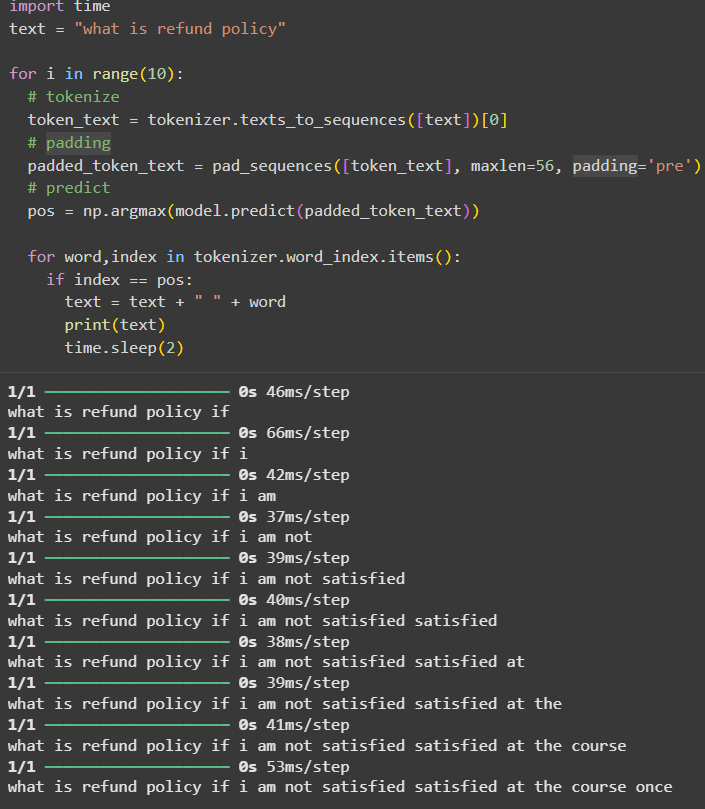 import time
text = "what is refund policy"
for i in range(10):
# tokenize
token_text = tokenizer.texts_to_sequences([text])[0]
# padding
padded_token_text = pad_sequences([token_text], maxlen=56, padding='pre')
# predict
pos = np.argmax(model.predict(padded_token_text))
for word,index in tokenizer.word_index.items():
if index == pos:
text = text + " " + word
print(text)
time.sleep(2)
1/1 0s 46ms/step
what is refund policy if
1/1 0s 66ms/step
what is refund policy if i
1/1 0s 42ms/step
what is refund policy if i am
1/1 0s 37ms/step
what is refund policy if i am not
1/1 0s 39ms/step
what is refund policy if i am not satisfied
1/1 0s 40ms/step
what is refund policy if i am not satisfied satisfied
1/1 0s 38ms/step
what is refund policy if i am not satisfied satisfied at
1/1 0s 39ms/step
what is refund policy if i am not satisfied satisfied at the
1/1 0s 41ms/step
what is refund policy if i am not satisfied satisfied at the course
1/1 0s 53ms/step
what is refund policy if i am not satisfied satisfied at the course once